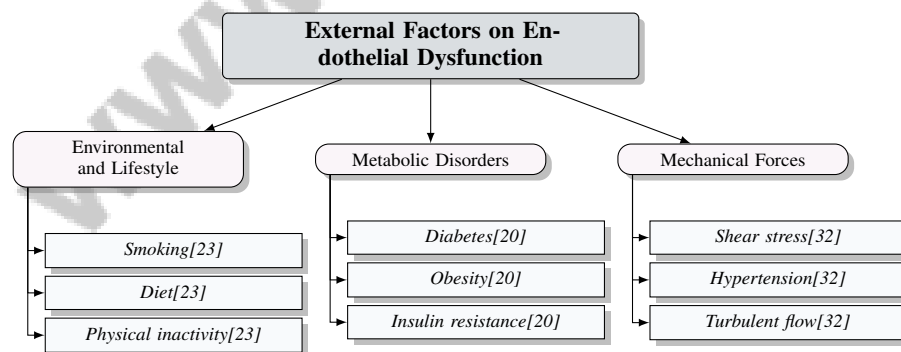 External Factors on En-
dothelial Dysfunction
Environmental
and Lifestyle
Smoking[23]
Diet[23]
Physical inactivity[23]
Metabolic Disorders
Diabetes[20]
Obesity[20]
Insulin resistance[20]
Mechanical Forces
Shear stress[32]
Hypertension[32]
Turbulent flow[32]
www